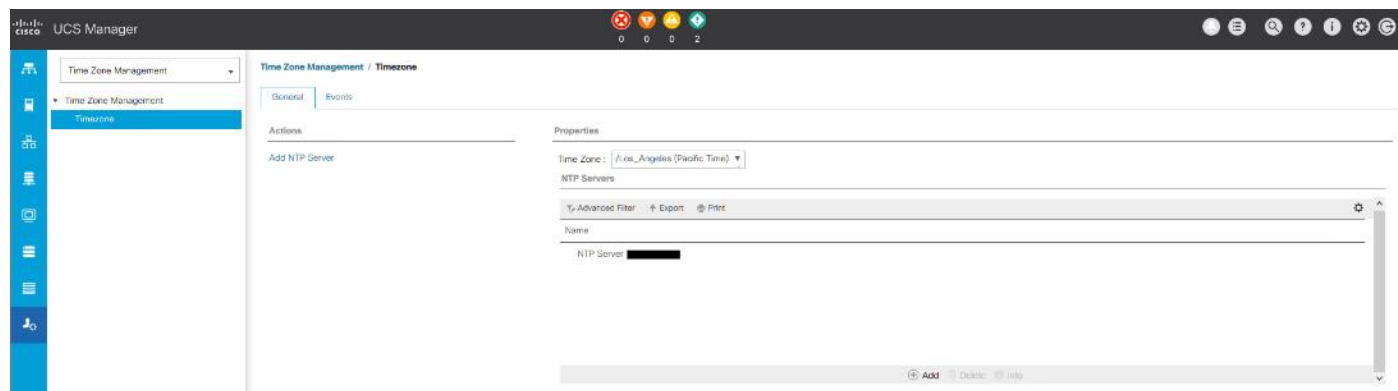 cisco UCS Manager
0 0 0 2
Time Zone Management
Time Zone Management / Timezone
Time Zone Management
Timezone
General Events
Actions
Add NTP Server
Properties
Time Zone : /Los_Angeles (Pacific Time)
NTP Servers
Advanced Filter Export Print
Name
NTP Server
Add Delete Info